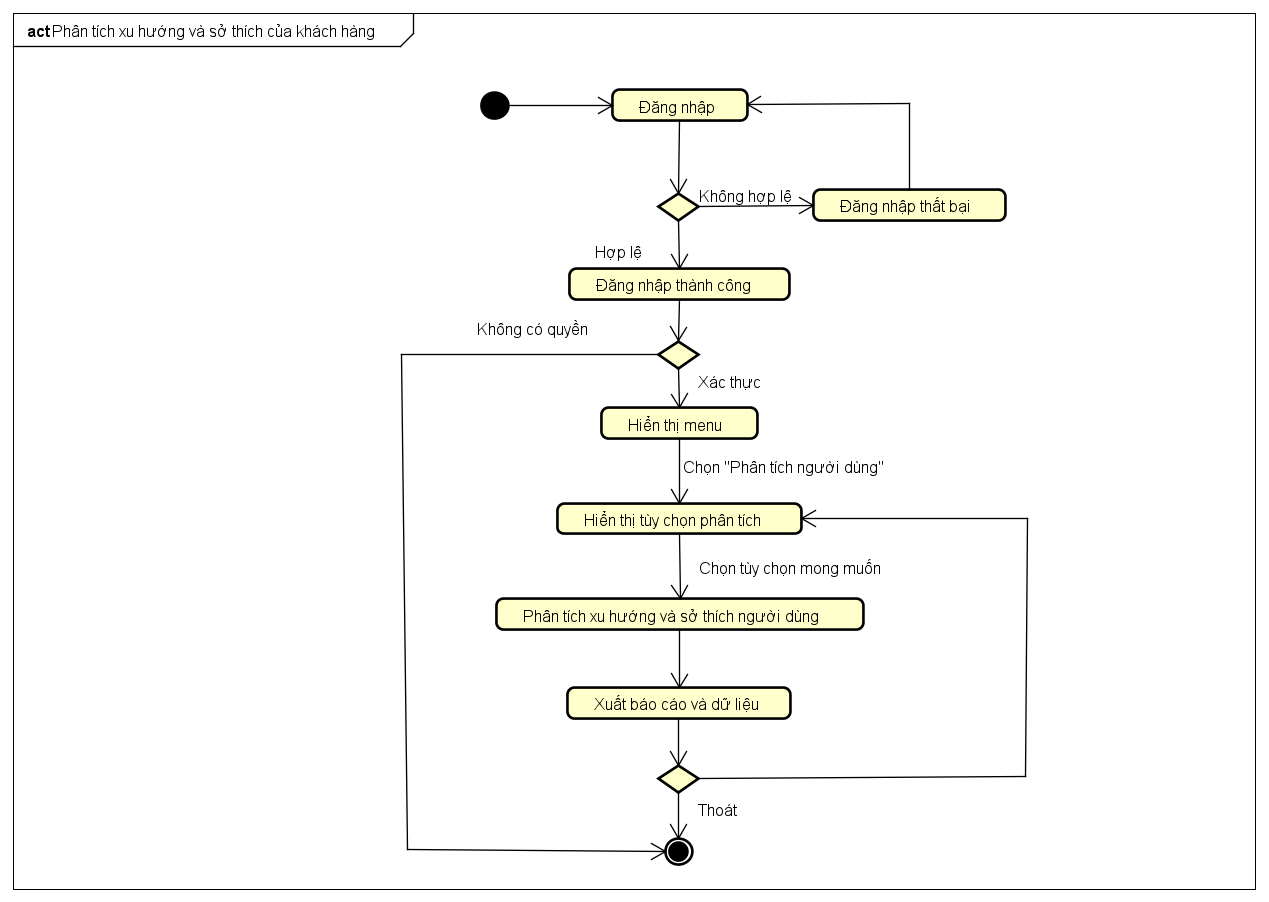 act Phân tích xu hướng và sở thích của khách hàng
Đăng nhập
Không hợp lệ
Đăng nhập thất bại
Hợp lệ
Đăng nhập thành công
Không có quyền
Xác thực
Hiển thị menu
Chọn "Phân tích người dùng"
Hiển thị tùy chọn phân tích
Chọn tùy chọn mong muốn
Phân tích xu hướng và sở thích người dùng
Xuất báo cáo và dữ liệu
Thoát